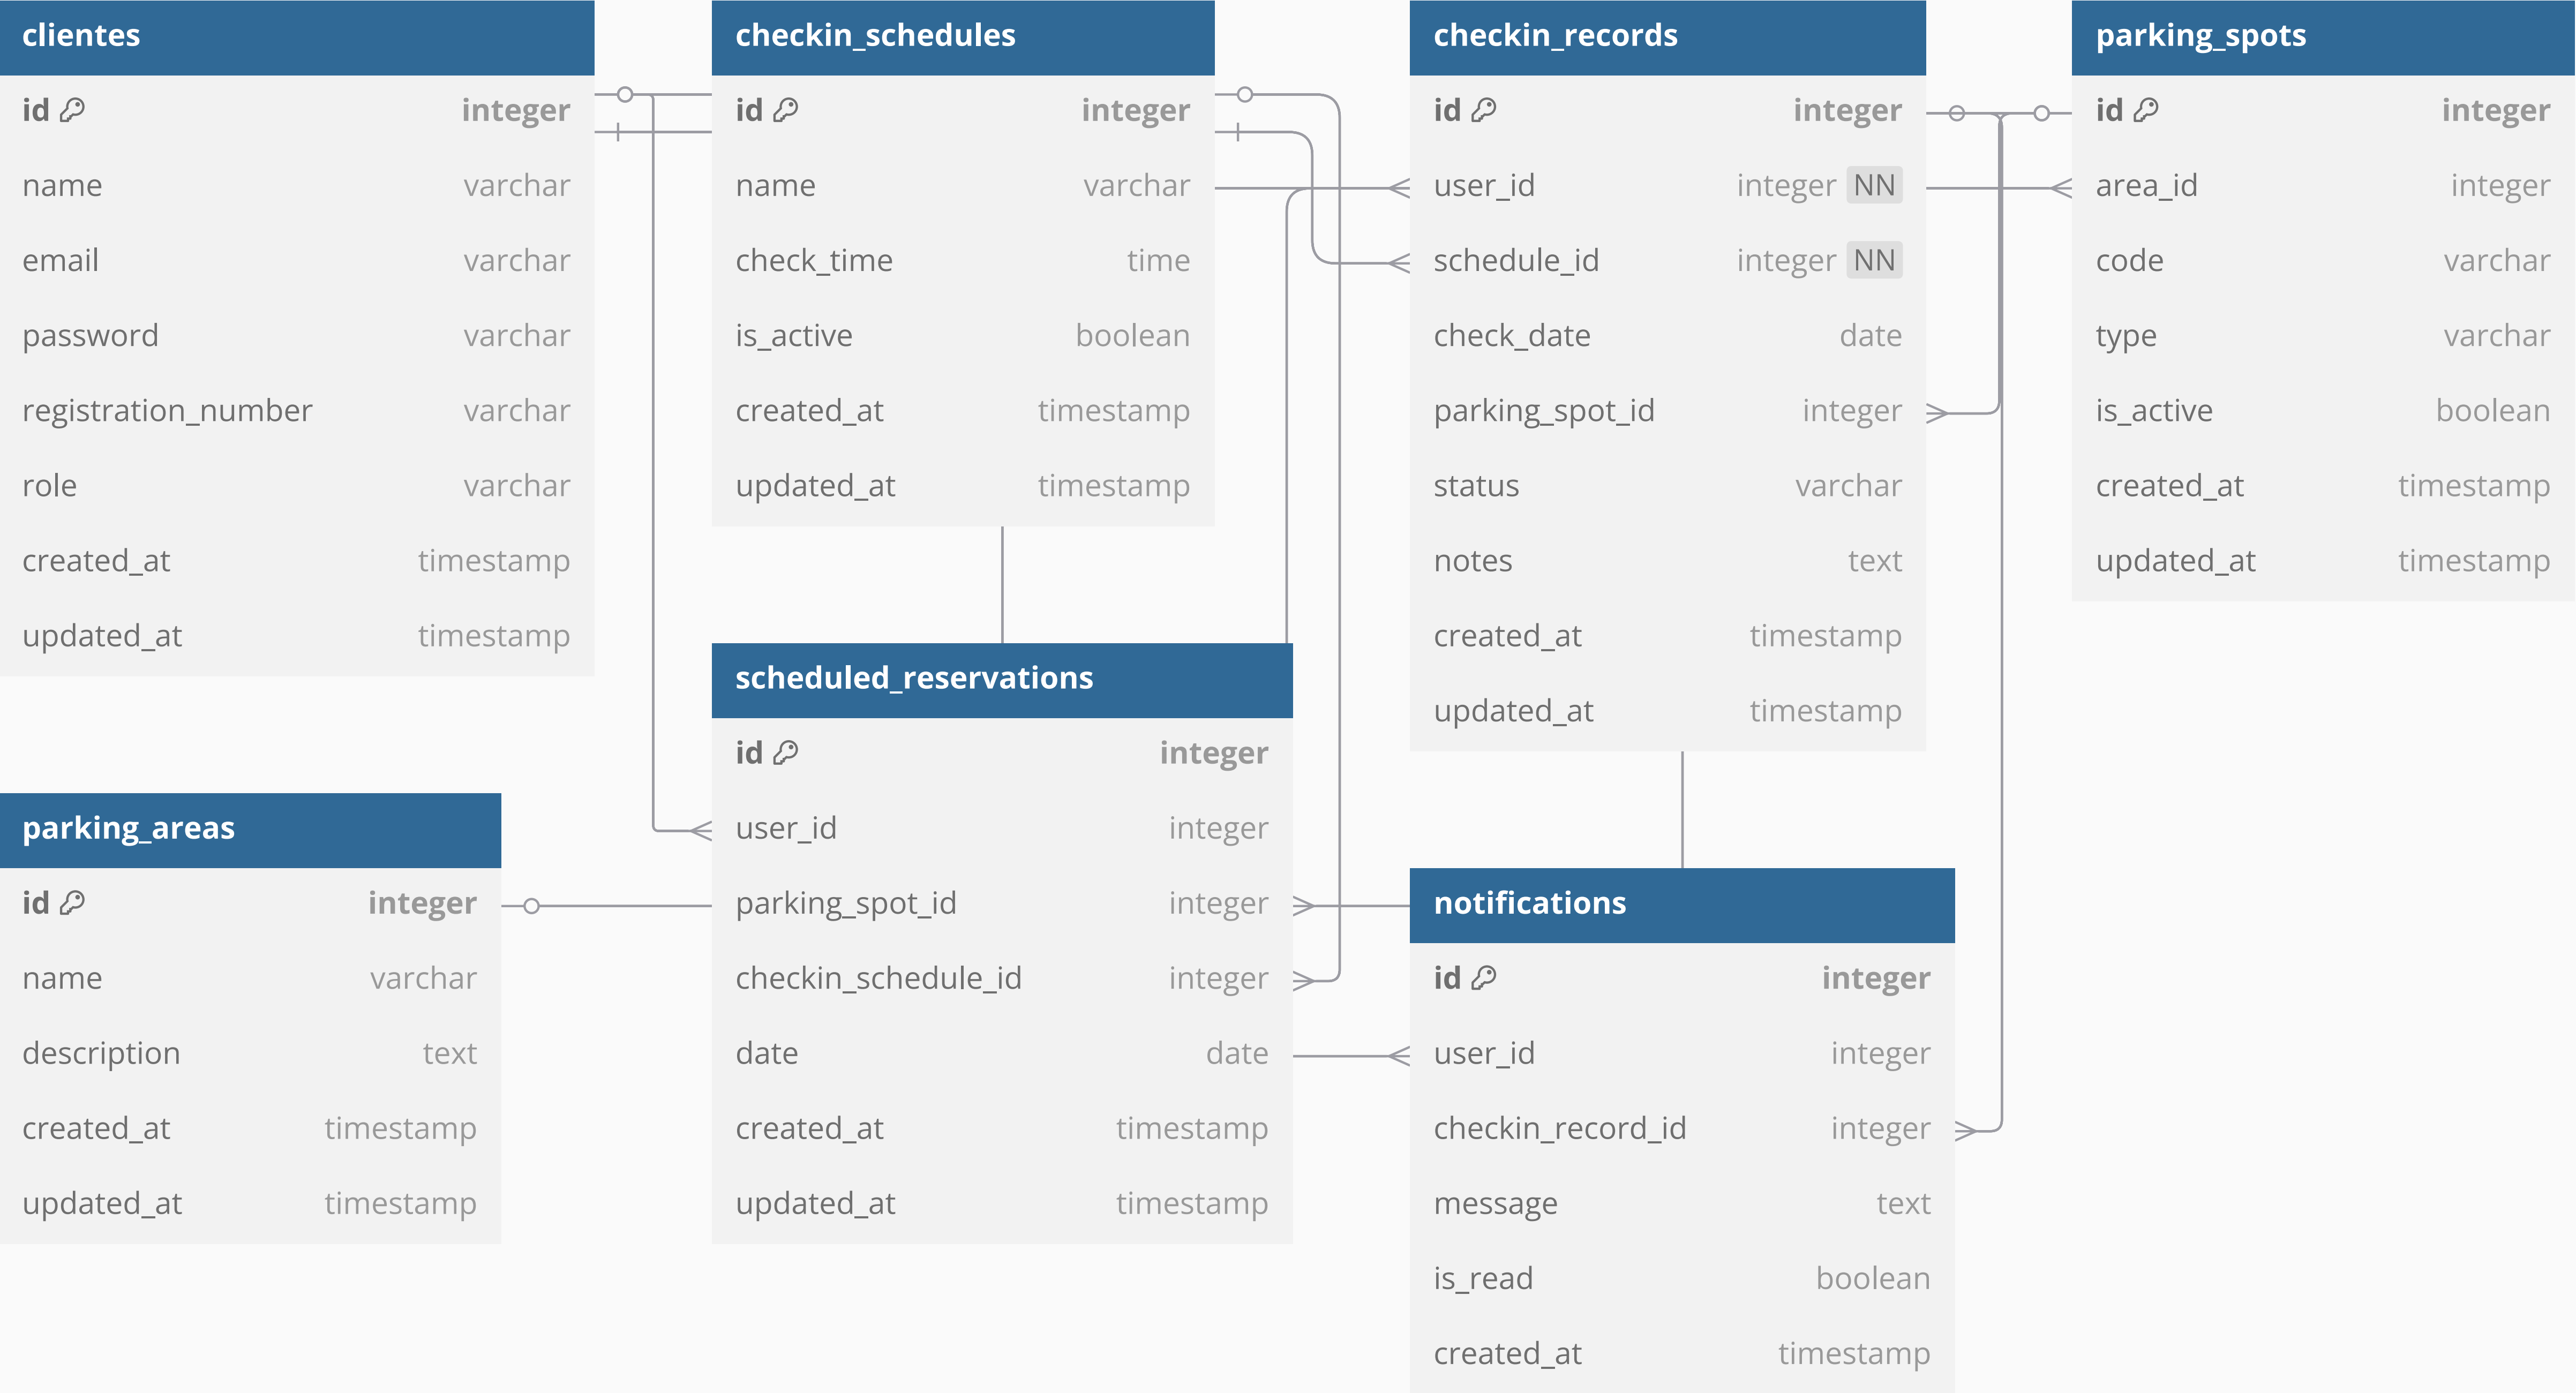 clientes
id integer
name varchar
email varchar
password varchar
registration_number varchar
role varchar
created_at timestamp
updated_at timestamp
checkin_schedules
id integer
name varchar
check_time time
is_active boolean
created_at timestamp
updated_at timestamp
checkin_records
id integer
user_id integer NN
schedule_id integer NN
check_date date
parking_spot_id integer
status varchar
notes text
created_at timestamp
updated_at timestamp
parking_spots
id integer
area_id integer
code varchar
type varchar
is_active boolean
created_at timestamp
updated_at timestamp
parking_areas
id integer
name varchar
description text
created_at timestamp
updated_at timestamp
scheduled_reservations
id integer
user_id integer
parking_spot_id integer
checkin_schedule_id integer
date date
created_at timestamp
updated_at timestamp
notifications
id integer
user_id integer
checkin_record_id integer
message text
is_read boolean
created_at timestamp